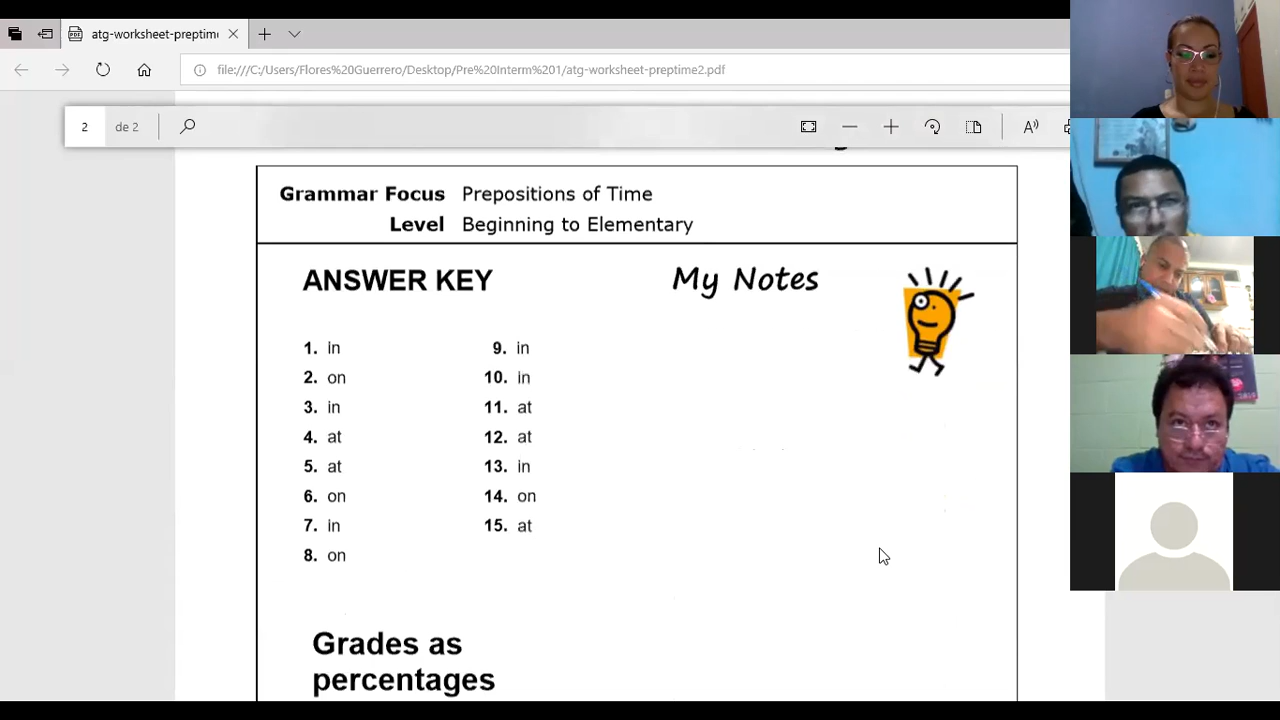 atg-worksheet-preptim
file:///C:/Users/Flores%20Guerrero/Desktop/Pre%20Interm%201/atg-worksheet-preptime2.pdf
2 de 2
Grammar Focus Prepositions of Time
Level Beginning to Elementary
ANSWER KEY
My Notes
1. in
2. on
3. in
4. at
5. at
6. on
7. in
8. on
9. in
10. in
11. at
12. at
13. in
14. on
15. at
Grades as
percentages